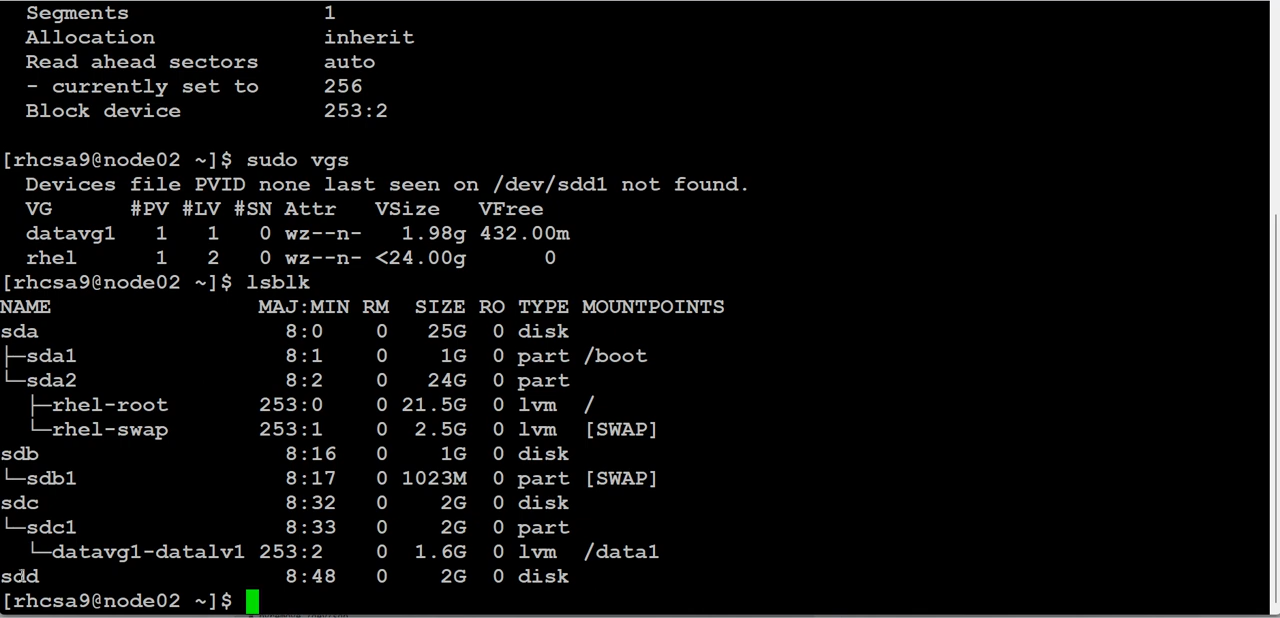 Segments                1
Allocation              inherit
Read ahead sectors      auto
- currently set to      256
Block device            253:2
[rhcsa9@node02 ~]$ sudo vgs
Devices file PVID none last seen on /dev/sdd1 not found.
VG      #PV #LV #SN Attr   VSize   VFree
datavg1   1   1   0 wz--n-   1.98g 432.00m
rhel      1   2   0 wz--n- <24.00g      0
[rhcsa9@node02 ~]$ lsblk
NAME                MAJ:MIN RM   SIZE RO TYPE MOUNTPOINTS
sda                   8:0    0    25G  0 disk
├─sda1                8:1    0     1G  0 part /boot
└─sda2                8:2    0    24G  0 part
  ├─rhel-root       253:0    0  21.5G  0 lvm  /
  └─rhel-swap       253:1    0   2.5G  0 lvm  [SWAP]
sdb                   8:16   0     1G  0 disk
└─sdb1                8:17   0  1023M  0 part [SWAP]
sdc                   8:32   0     2G  0 disk
└─sdc1                8:33   0     2G  0 part
  └─datavg1-datalv1 253:2    0   1.6G  0 lvm  /data1
sdd                   8:48   0     2G  0 disk
[rhcsa9@node02 ~]$